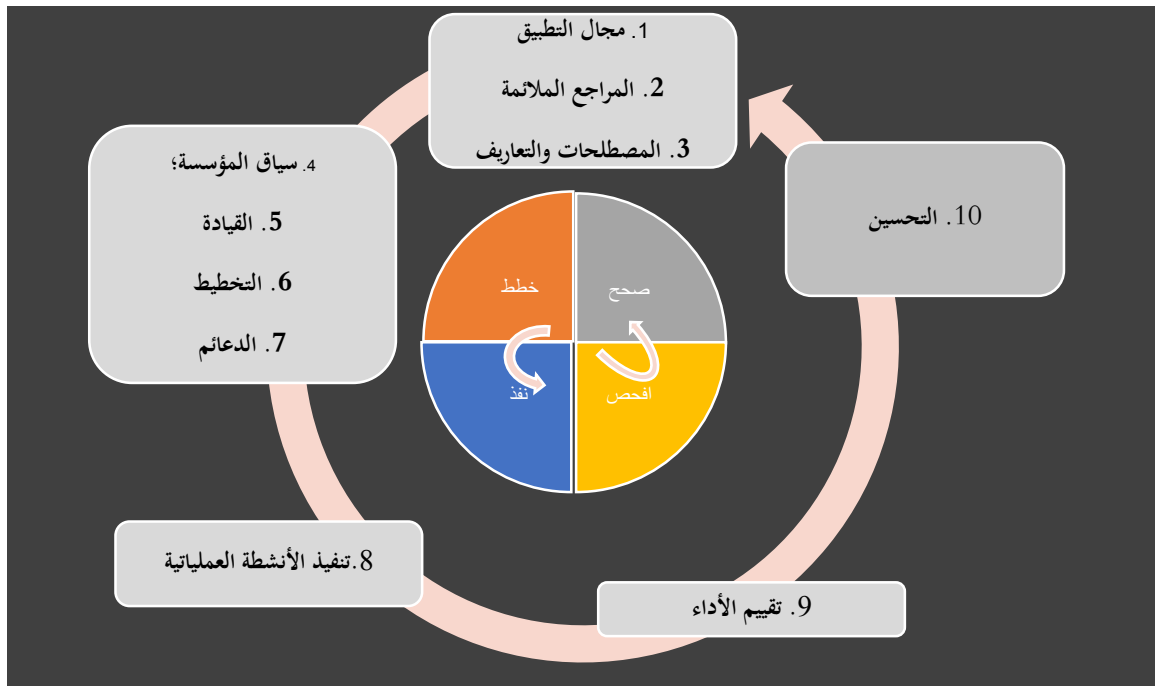 1. مجال التطبيق
2. المراجع الملائمة
3. المصطلحات والتعاريف
4. سياق المؤسسة؛
5. القيادة
6. التخطيط
7. الدعائم
8.تنفيذ الأنشطة العملياتية
9. تقييم الأداء
10. التحسين
خطط
صحح
نفذ
افحص